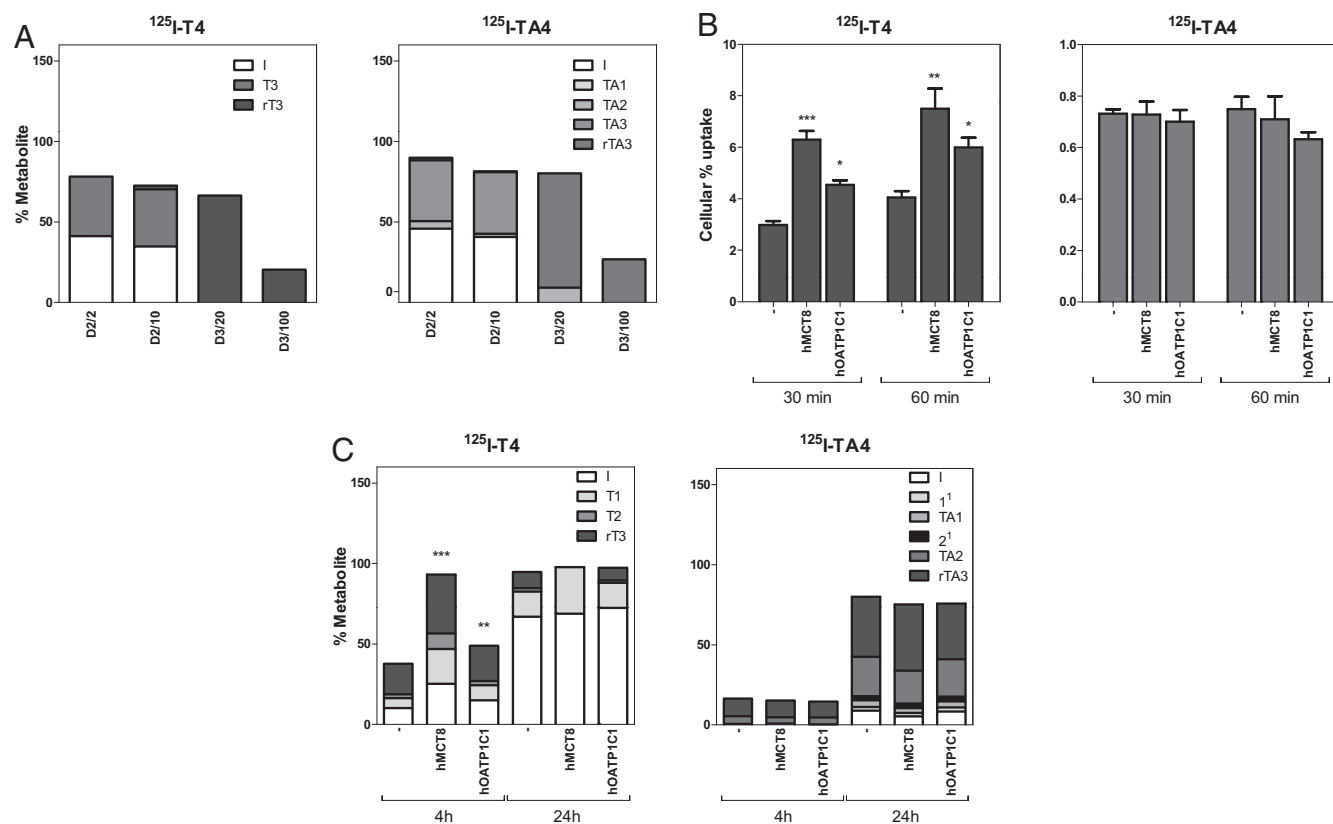 A
¹²⁵I-T4
% Metabolite
150
100
50
0
I
T3
rT3
D2/2
D2/10
D3/20
D3/100
¹²⁵I-TA4
150
100
50
0
I
TA1
TA2
TA3
rTA3
D2/2
D2/10
D3/20
D3/100
B
¹²⁵I-T4
Cellular % uptake
10
8
6
4
2
0
***
*
**
*
-
hMCT8
hOATP1C1
-
hMCT8
hOATP1C1
30 min
60 min
¹²⁵I-TA4
1.0
0.8
0.6
0.4
0.2
0.0
-
hMCT8
hOATP1C1
-
hMCT8
hOATP1C1
30 min
60 min
C
¹²⁵I-T4
% Metabolite
150
100
50
0
I
T1
T2
rT3
***
**
-
hMCT8
hOATP1C1
-
hMCT8
hOATP1C1
4h
24h
¹²⁵I-TA4
150
100
50
0
I
1¹
TA1
2¹
TA2
rTA3
-
hMCT8
hOATP1C1
-
hMCT8
hOATP1C1
4h
24h